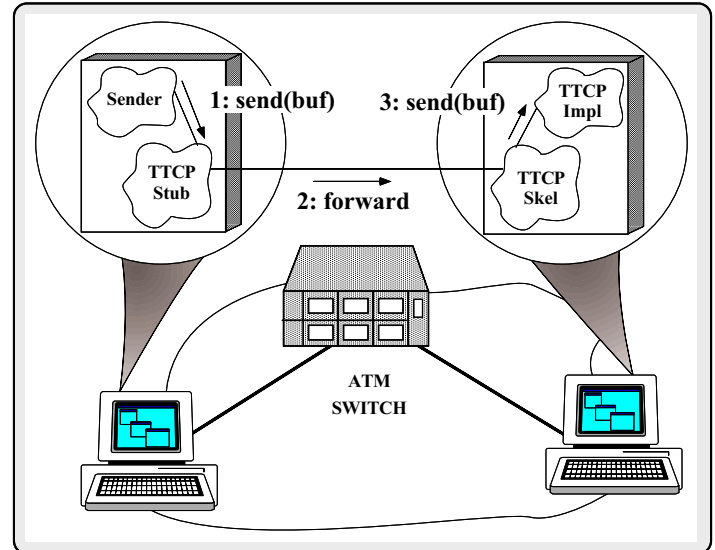 Sender
1: send(buf)
TTCP
Stub
2: forward
3: send(buf)
TTCP
Impl
TTCP
Skel
ATM
SWITCH